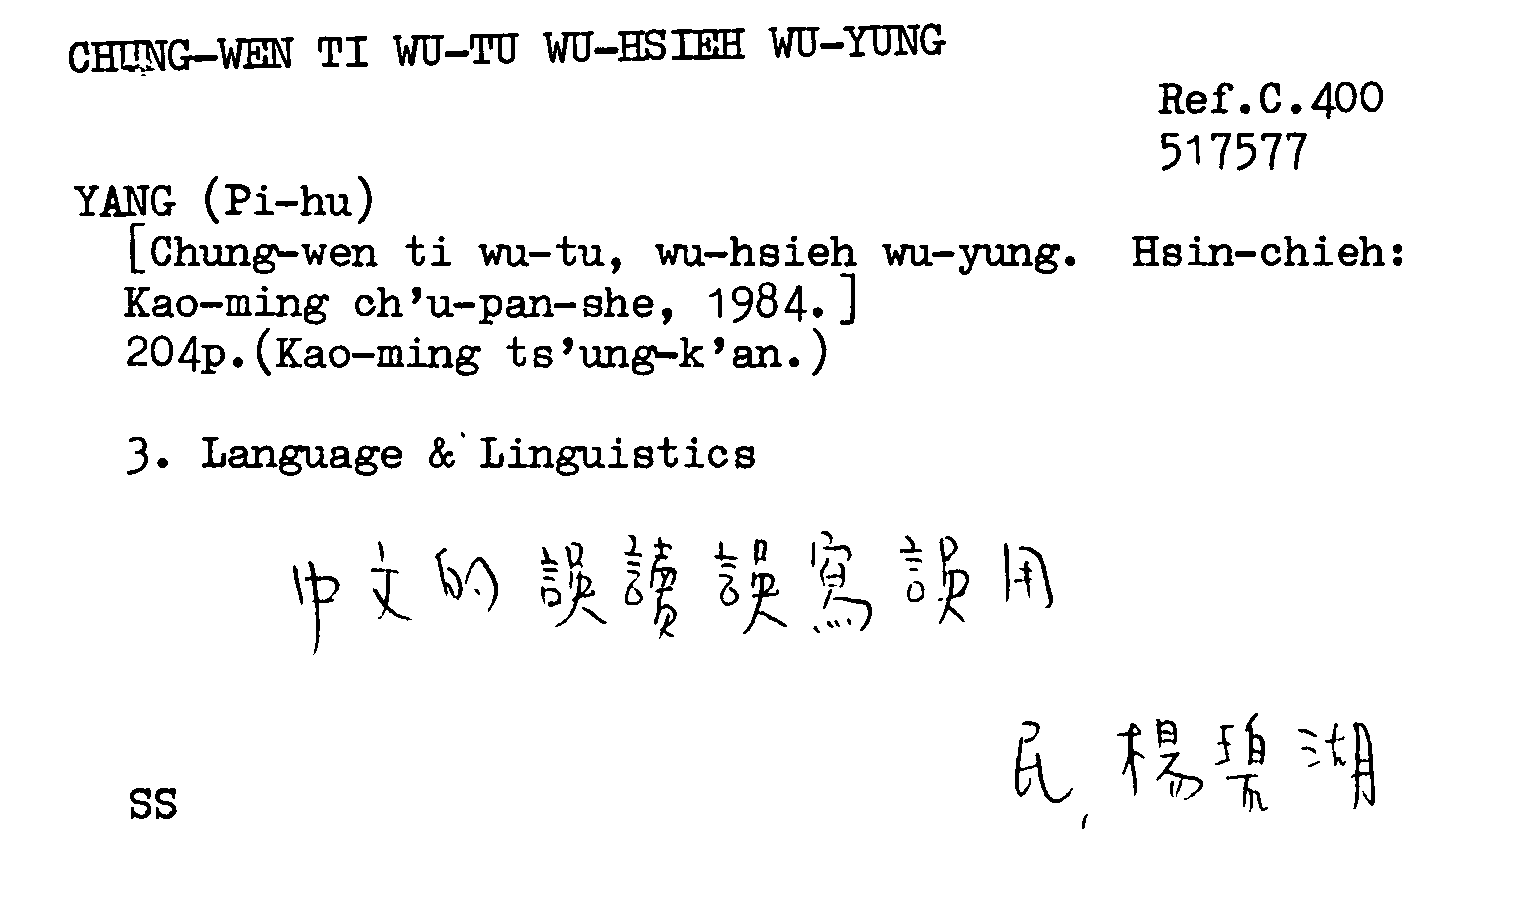 CHUNG-WEN TI WU-TU WU-HSIEH WU-YUNG
Ref.C.400
517577
YANG (Pi-hu)
[Chung-wen ti wu-tu, wu-hsieh wu-yung. Hsin-chieh:
Kao-ming ch'u-pan-she, 1984.]
204p.(Kao-ming ts'ung-k'an.)
3. Language & Linguistics
中文的誤讀誤寫誤用
民, 楊碧湖
SS